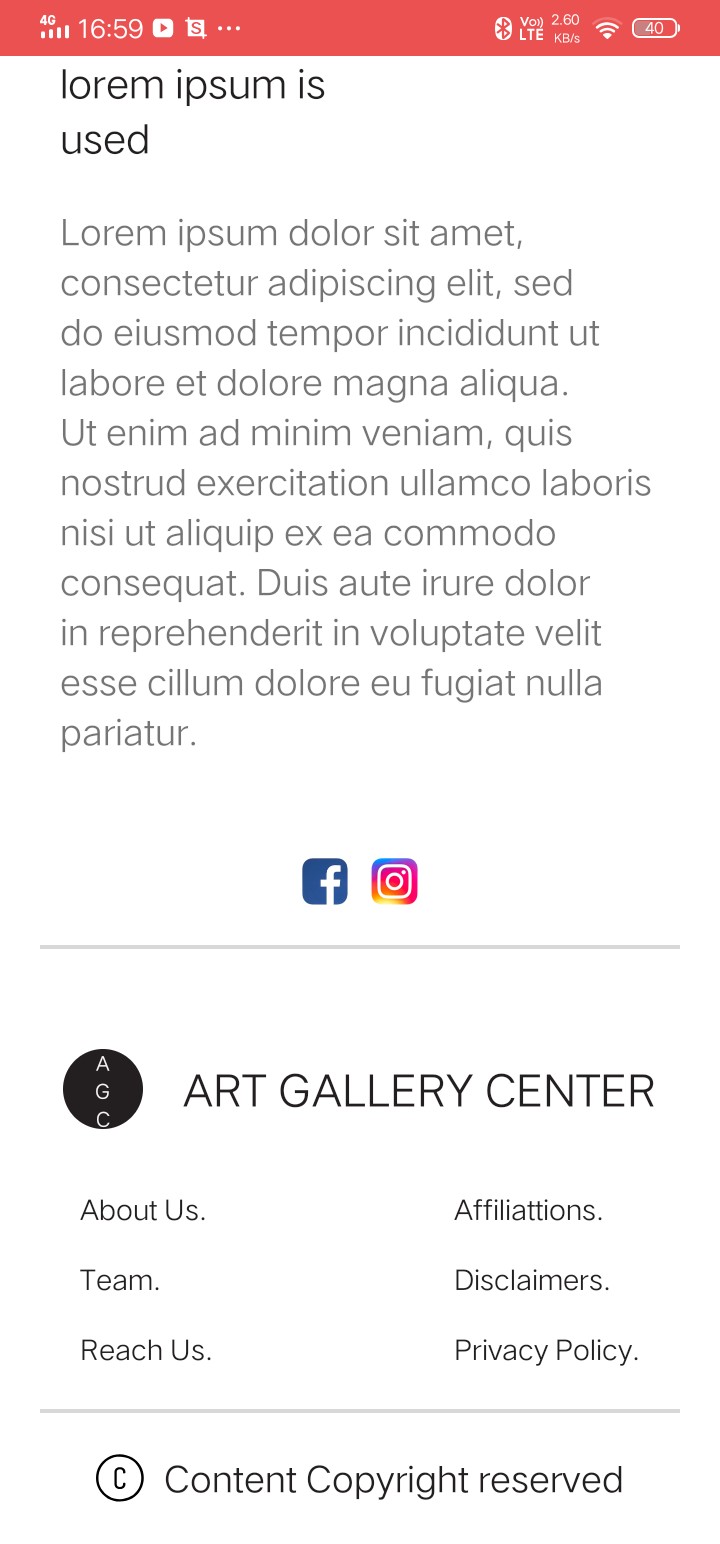 4G 16:59 S ... Vo)) LTE 2.60 KB/s 40
lorem ipsum is
used
Lorem ipsum dolor sit amet,
consectetur adipiscing elit, sed
do eiusmod tempor incididunt ut
labore et dolore magna aliqua.
Ut enim ad minim veniam, quis
nostrud exercitation ullamco laboris
nisi ut aliquip ex ea commodo
consequat. Duis aute irure dolor
in reprehenderit in voluptate velit
esse cillum dolore eu fugiat nulla
pariatur.
A
G
C
ART GALLERY CENTER
About Us. Affiliattions.
Team. Disclaimers.
Reach Us. Privacy Policy.
© Content Copyright reserved